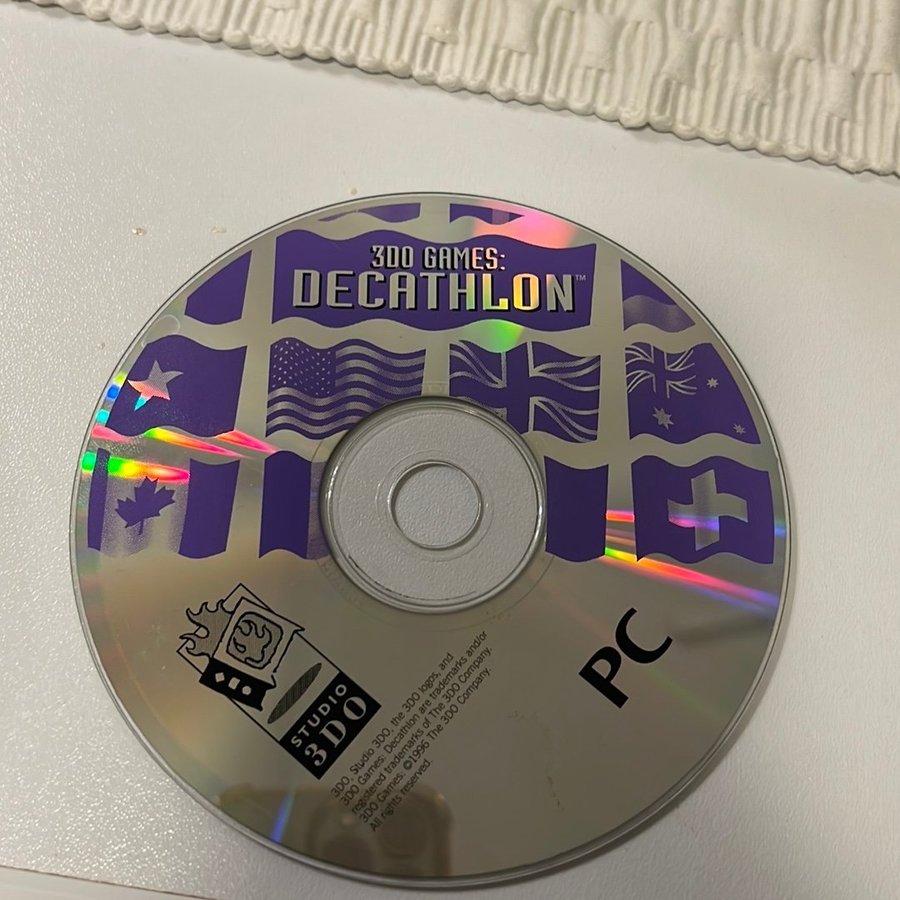 3DO GAMES:
DECATHLON™
PC
STUDIO
3DO
3DO, Studio 3DO, the 3DO logos, and
3DO Games: Decathlon are trademarks and/or
registered trademarks of The 3DO Company.
3DO Games: ©1996 The 3DO Company.
All rights reserved.